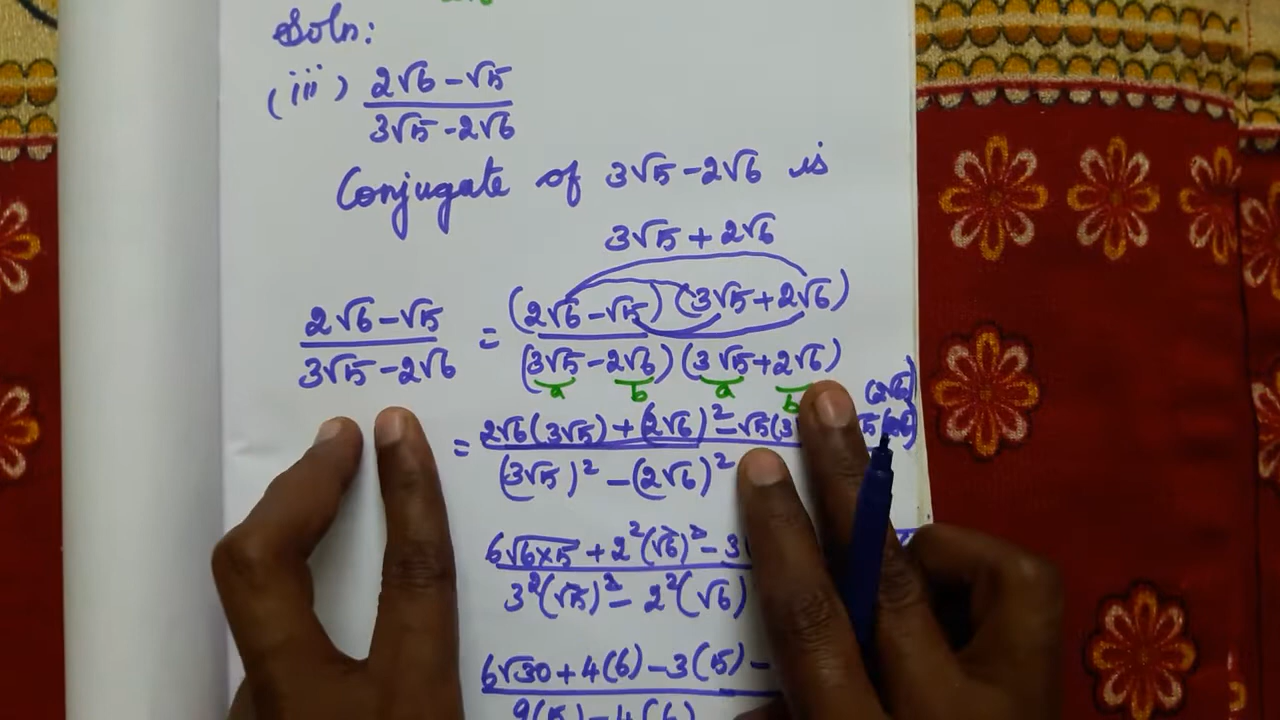 Soln:
(iii) 2√6 - √5 / 3√5 - 2√6
Conjugate of 3√5 - 2√6 is
3√5 + 2√6
2√6 - √5 / 3√5 - 2√6 = (2√6 - √5) (3√5 + 2√6) / (3√5 - 2√6) (3√5 + 2√6)
a b a b
(2√6)
= 2√6(3√5) + (2√6)² - √5(3 / (3√5)² - (2√6)²
6√6×5 + 2²(√6)² - 3 / 3²(√5)² - 2²(√6)
6√30 + 4(6) - 3(5) - / 9(5) - 4(6)